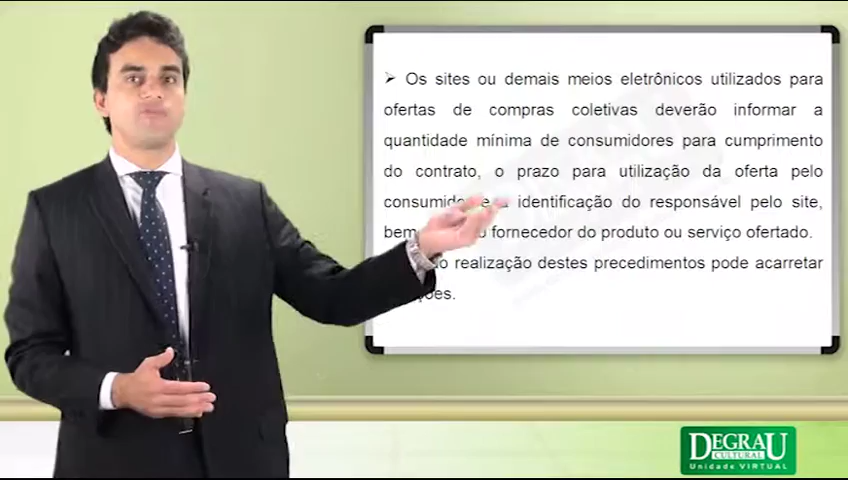 ➢ Os sites ou demais meios eletrônicos utilizados para
ofertas de compras coletivas deverão informar a
quantidade mínima de consumidores para cumprimento
do contrato, o prazo para utilização da oferta pelo
identificação do responsável pelo site,
fornecedor do produto ou serviço ofertado.
realização destes precedimentos pode acarretar
DEGRAU
CULTURAL
Unidade VIRTUAL